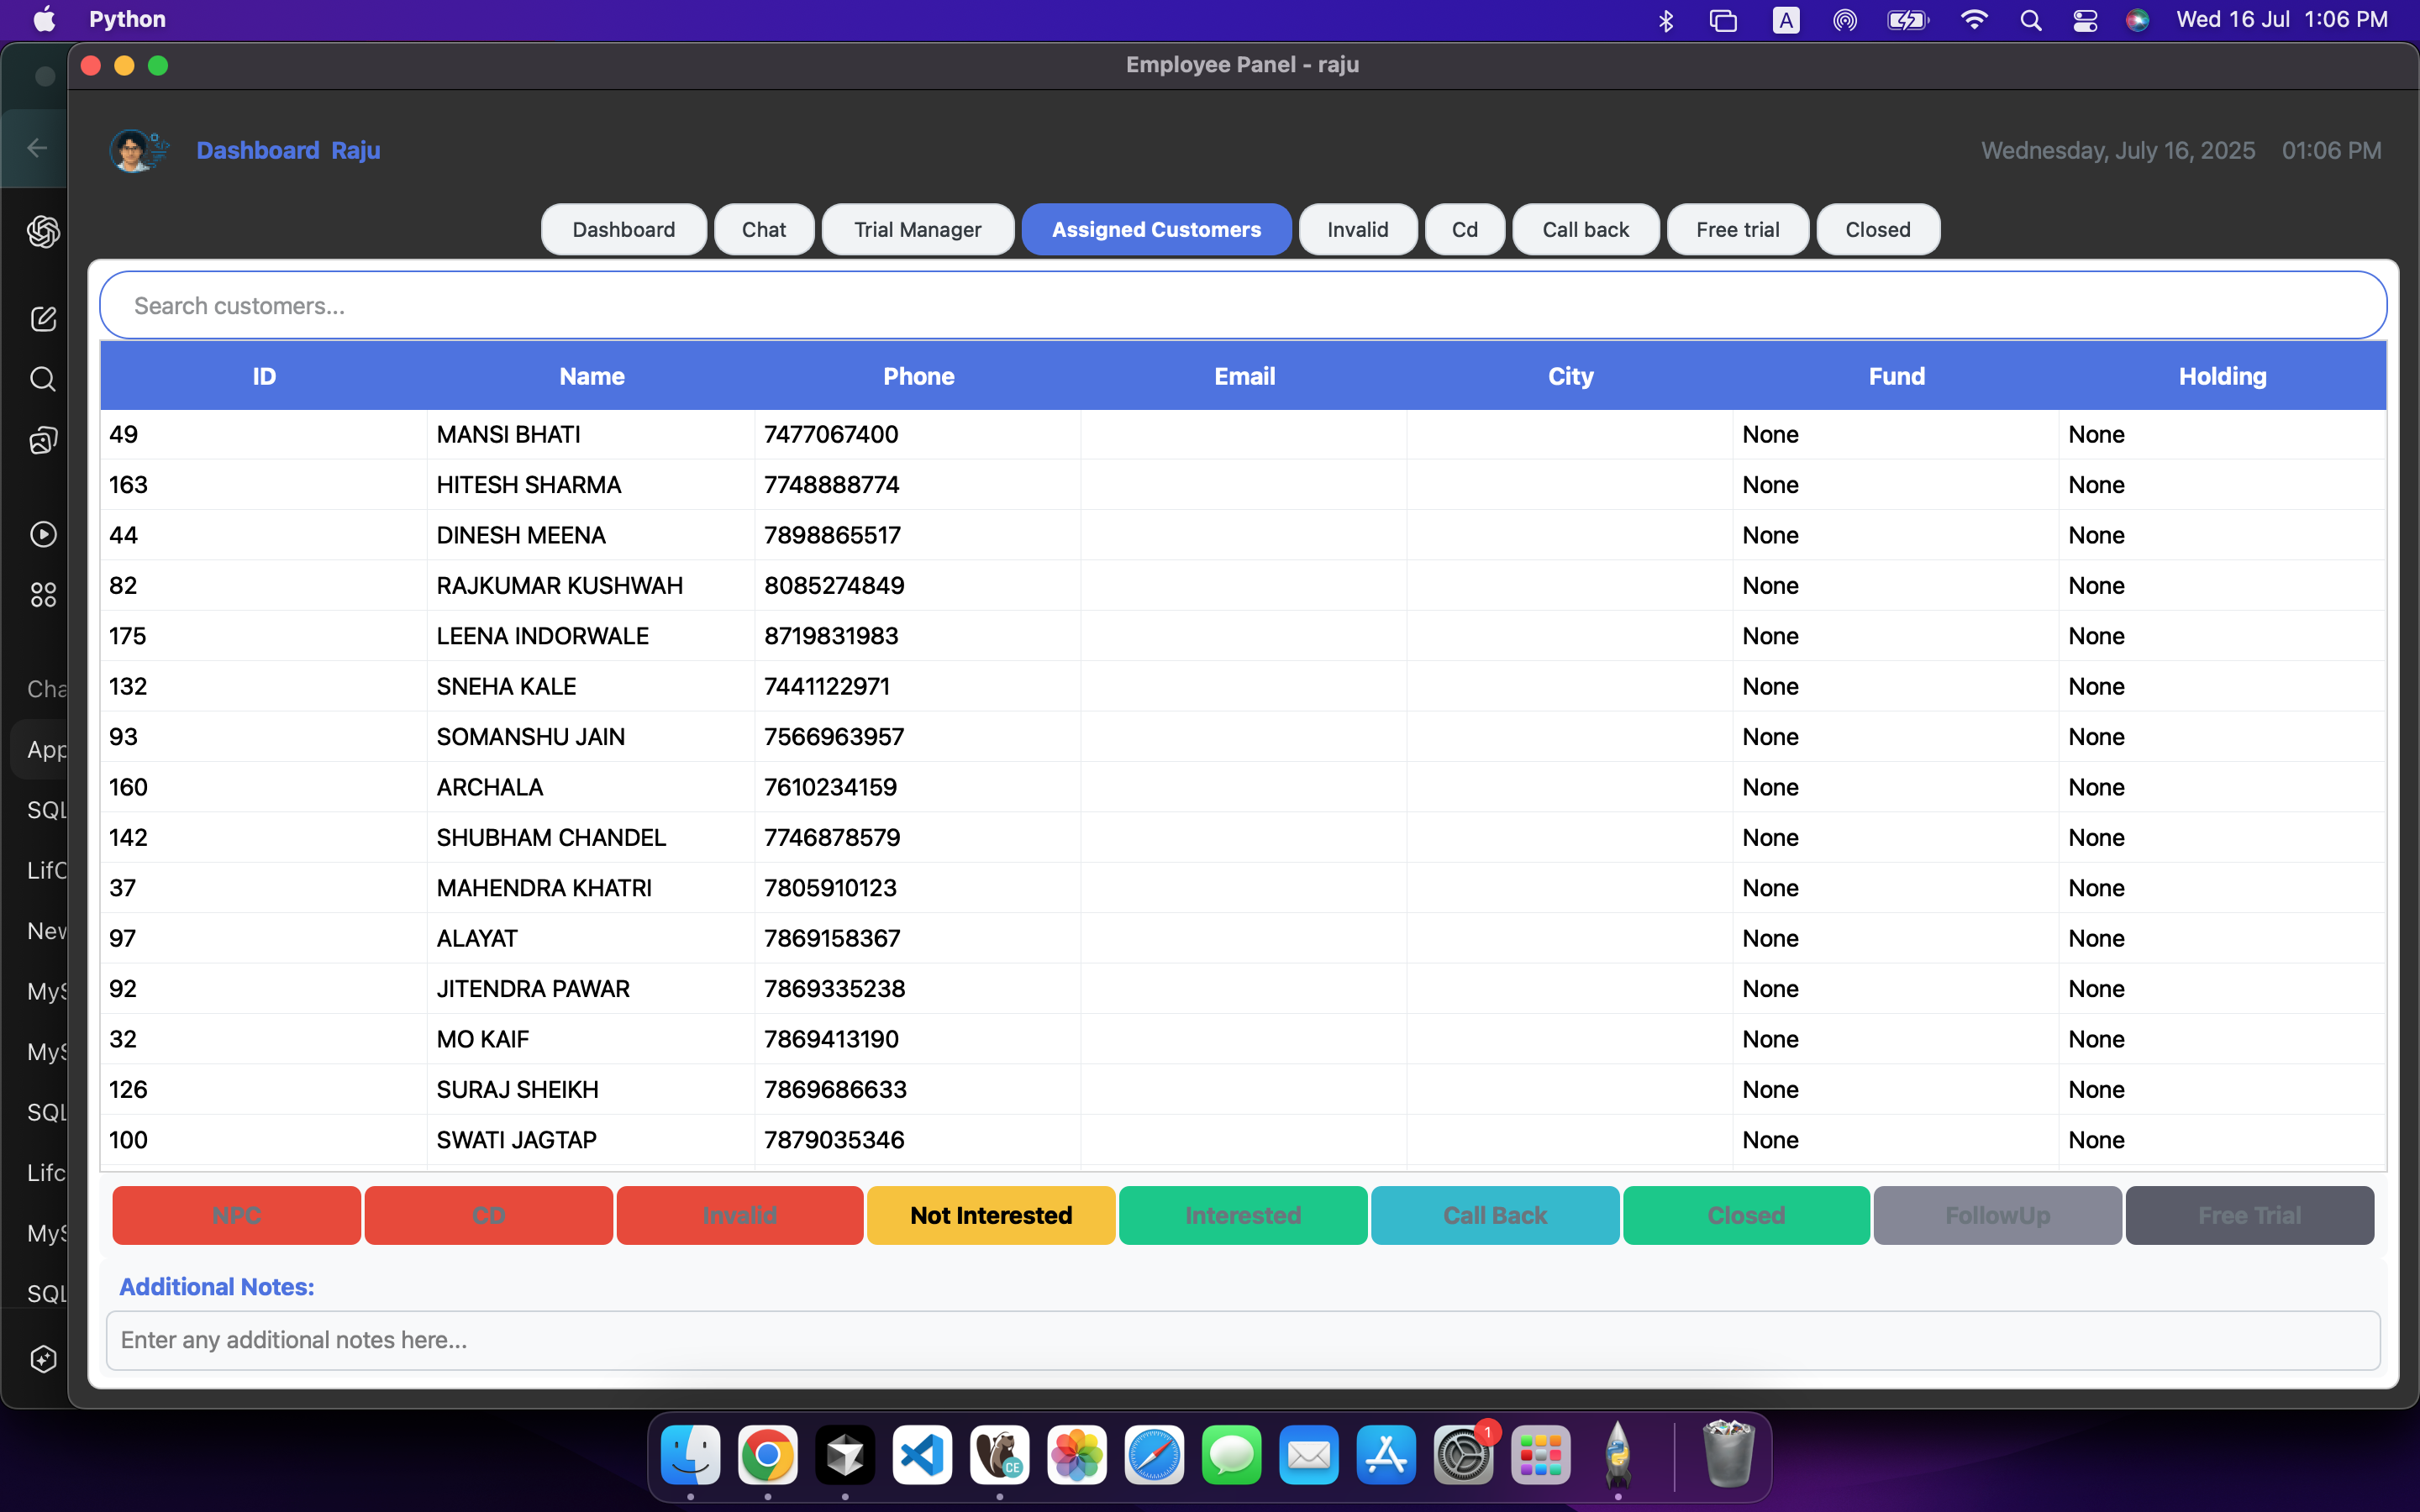 Python
A
Wed 16 Jul 1:06 PM
Employee Panel - raju
Dashboard Raju
Wednesday, July 16, 2025 01:06 PM
Dashboard Chat Trial Manager Assigned Customers Invalid Cd Call back Free trial Closed
Search customers...
ID Name Phone Email City Fund Holding
49 MANSI BHATI 7477067400 None None
163 HITESH SHARMA 7748888774 None None
44 DINESH MEENA 7898865517 None None
82 RAJKUMAR KUSHWAH 8085274849 None None
175 LEENA INDORWALE 8719831983 None None
132 SNEHA KALE 7441122971 None None
93 SOMANSHU JAIN 7566963957 None None
160 ARCHALA 7610234159 None None
142 SHUBHAM CHANDEL 7746878579 None None
37 MAHENDRA KHATRI 7805910123 None None
97 ALAYAT 7869158367 None None
92 JITENDRA PAWAR 7869335238 None None
32 MO KAIF 7869413190 None None
126 SURAJ SHEIKH 7869686633 None None
100 SWATI JAGTAP 7879035346 None None
NPC CD Invalid Not Interested Interested Call Back Closed FollowUp Free Trial
Additional Notes:
Enter any additional notes here...
Cha
App
SQL
New
SQL
Lifc
SQL
CE
1